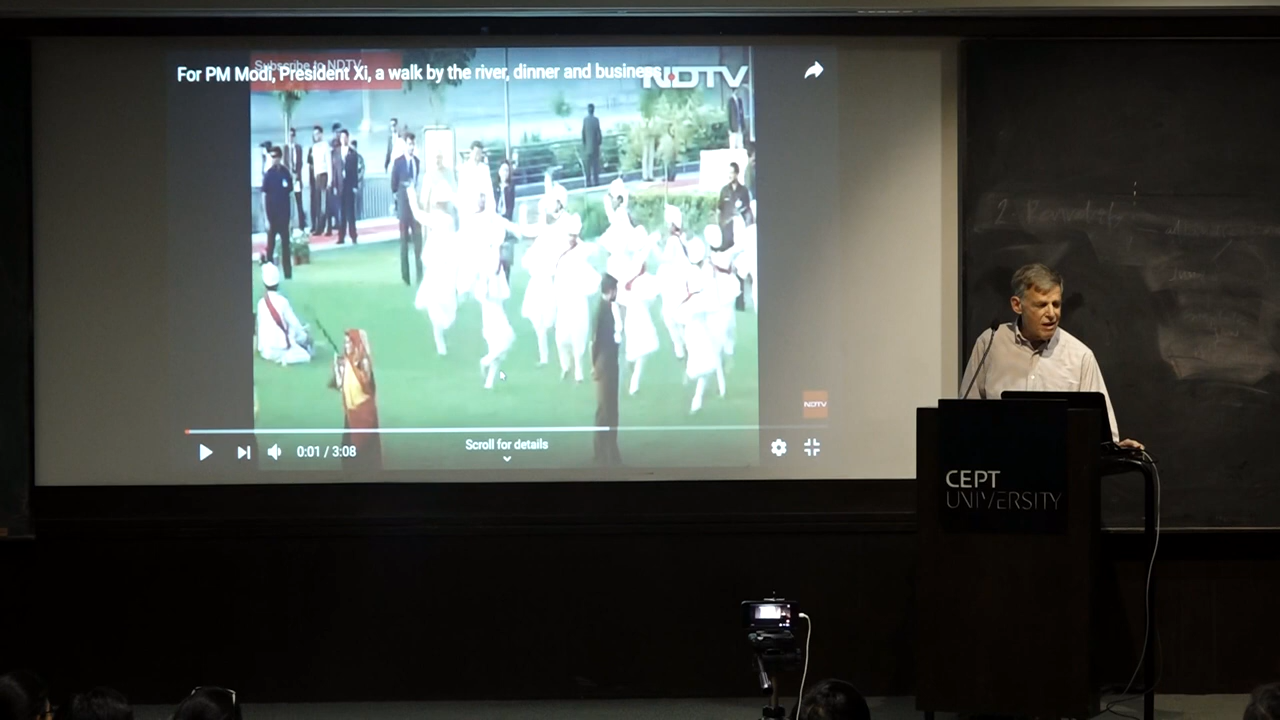 Subscribe to NDTV
For PM Modi, President Xi, a walk by the river, dinner and business
NDTV
NDTV
0:01 / 3:08
Scroll for details
CEPT
UNIVERSITY
2.